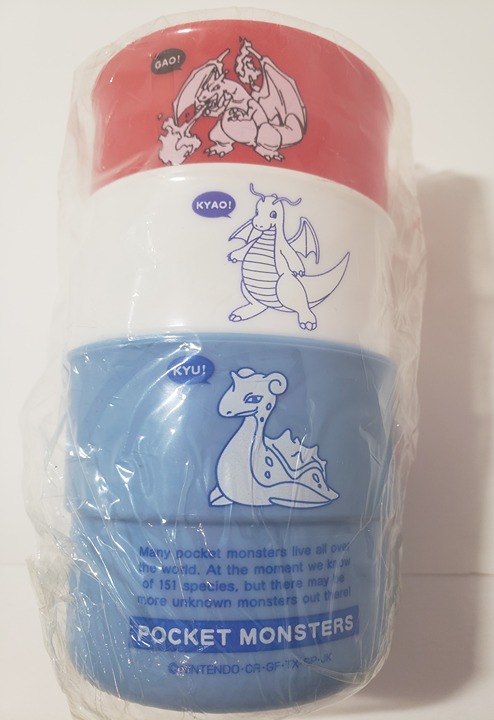 GAO!
KYAO!
KYU!
Many pocket monsters live all over
the world. At the moment we know
of 151 species, but there may be
more unknown monsters out there!
POCKET MONSTERS
©NINTENDO·CR·GF·TX·SP·JK